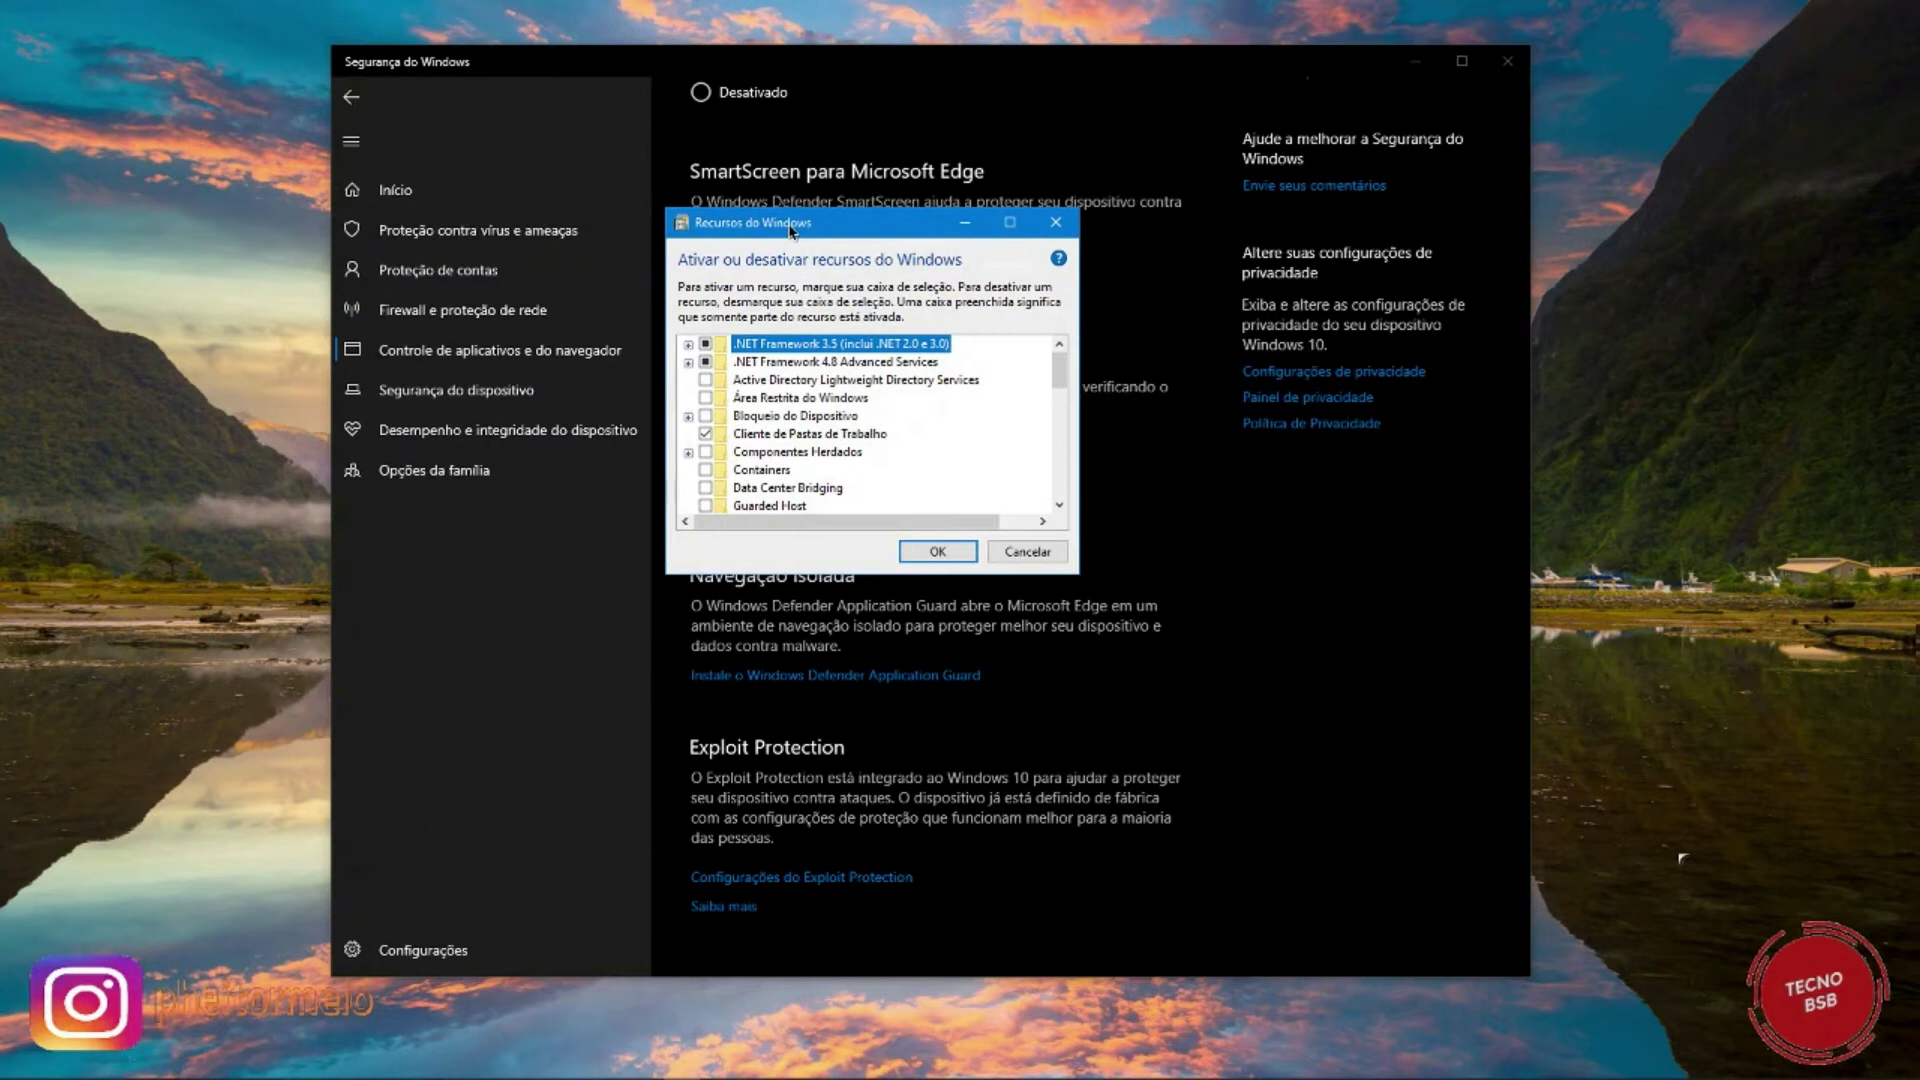 Segurança do Windows
Início
Proteção contra vírus e ameaças
Proteção de contas
Firewall e proteção de rede
Controle de aplicativos e do navegador
Segurança do dispositivo
Desempenho e integridade do dispositivo
Opções da família
Configurações
Desativado
SmartScreen para Microsoft Edge
O Windows Defender SmartScreen ajuda a proteger seu dispositivo contra
Recursos do Windows
Ativar ou desativar recursos do Windows
Para ativar um recurso, marque sua caixa de seleção. Para desativar um
recurso, desmarque sua caixa de seleção. Uma caixa preenchida significa
que somente parte do recurso está ativada.
.NET Framework 3.5 (inclui .NET 2.0 e 3.0)
.NET Framework 4.8 Advanced Services
Active Directory Lightweight Directory Services
Área Restrita do Windows
Bloqueio do Dispositivo
Cliente de Pastas de Trabalho
Componentes Herdados
Containers
Data Center Bridging
Guarded Host
OK
Cancelar
verificando o
Navegação isolada
O Windows Defender Application Guard abre o Microsoft Edge em um
ambiente de navegação isolado para proteger melhor seu dispositivo e
dados contra malware.
Instale o Windows Defender Application Guard
Exploit Protection
O Exploit Protection está integrado ao Windows 10 para ajudar a proteger
seu dispositivo contra ataques. O dispositivo já está definido de fábrica
com as configurações de proteção que funcionam melhor para a maioria
das pessoas.
Configurações do Exploit Protection
Saiba mais
Ajude a melhorar a Segurança do
Windows
Envie seus comentários
Altere suas configurações de
privacidade
Exiba e altere as configurações de
privacidade do seu dispositivo
Windows 10.
Configurações de privacidade
Painel de privacidade
Política de Privacidade
pheitormelo
TECNO
BSB